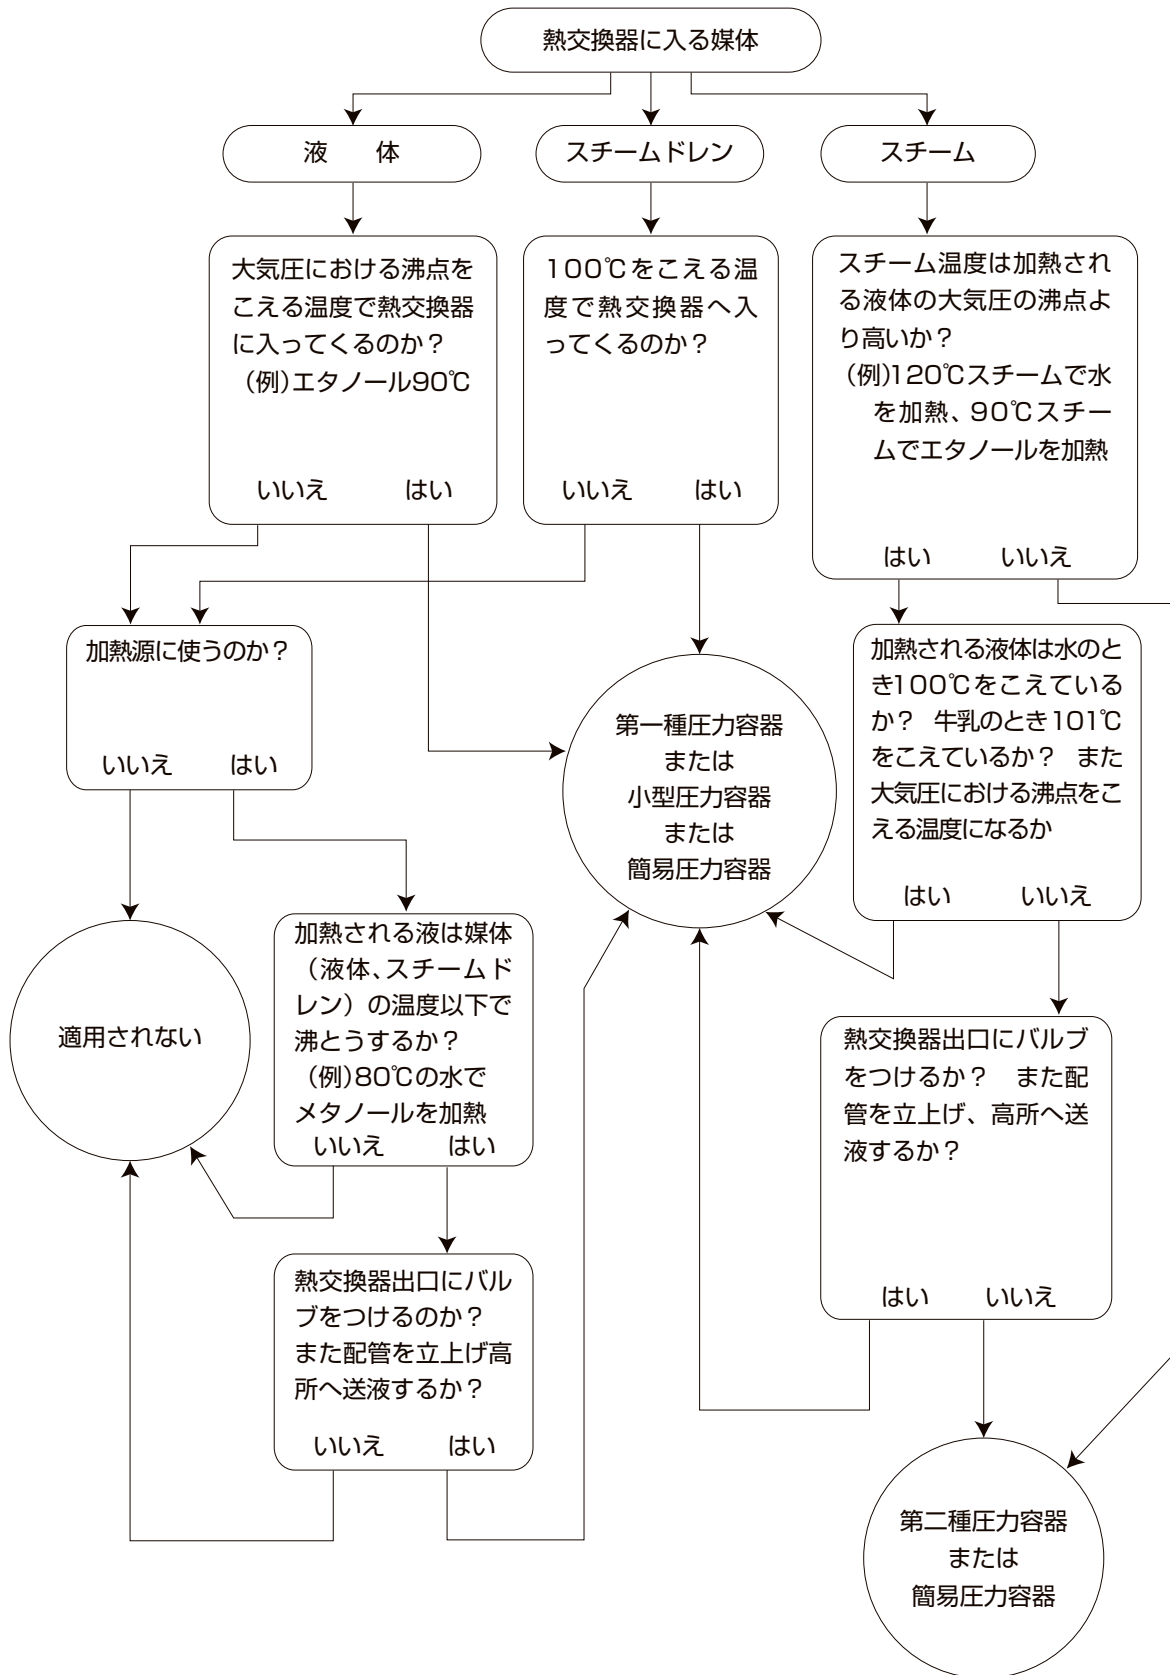 熱交換器に入る媒体
液　体
スチームドレン
スチーム
大気圧における沸点を
こえる温度で熱交換器
に入ってくるのか？
（例）エタノール90℃
いいえ　はい
100℃をこえる温
度で熱交換器へ入
ってくるのか？
いいえ　はい
スチーム温度は加熱され
る液体の大気圧の沸点よ
り高いか？
（例）120℃スチームで水
を加熱、90℃スチー
ムでエタノールを加熱
はい　いいえ
加熱源に使うのか？
いいえ　はい
第一種圧力容器
または
小型圧力容器
または
簡易圧力容器
加熱される液体は水のと
き100℃をこえている
か？　牛乳のとき101℃
をこえているか？　また
大気圧における沸点をこ
える温度になるか
はい　いいえ
適用されない
加熱される液は媒体
（液体、スチームド
レン）の温度以下で
沸とうするか？
（例）80℃の水で
メタノールを加熱
いいえ　はい
熱交換器出口にバルブ
をつけるか？　また配
管を立上げ、高所へ送
液するか？
はい　いいえ
熱交換器出口にバル
ブをつけるのか？
また配管を立上げ高
所へ送液するか？
いいえ　はい
第二種圧力容器
または
簡易圧力容器